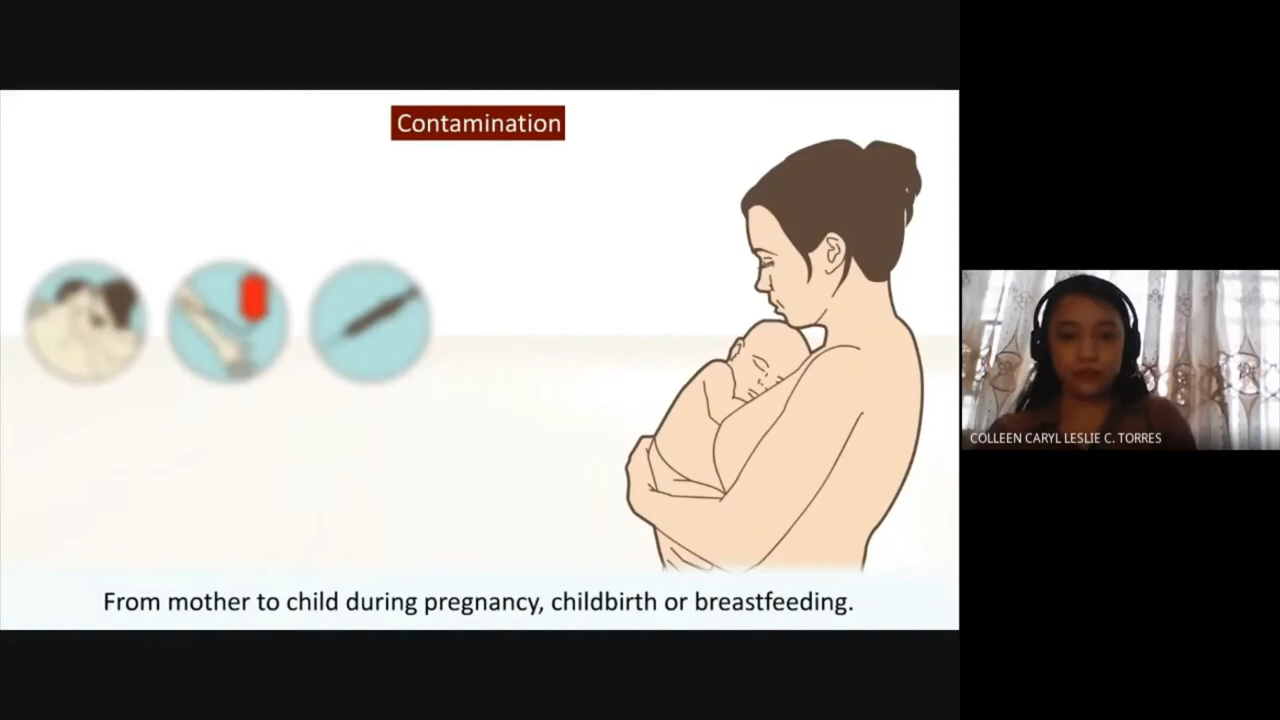 Contamination
COLLEEN CARYL LESLIE C. TORRES
From mother to child during pregnancy, childbirth or breastfeeding.